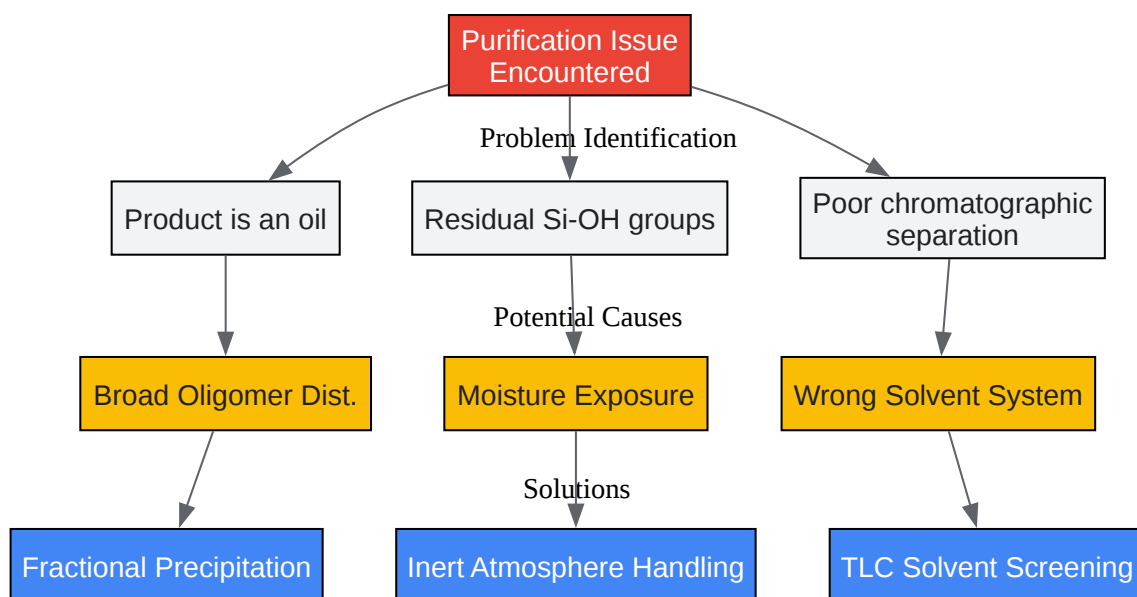 Purification Issue
Encountered
Problem Identification
Product is an oil
Residual Si-OH groups
Poor chromatographic
separation
Potential Causes
Broad Oligomer Dist.
Moisture Exposure
Wrong Solvent System
Solutions
Fractional Precipitation
Inert Atmosphere Handling
TLC Solvent Screening